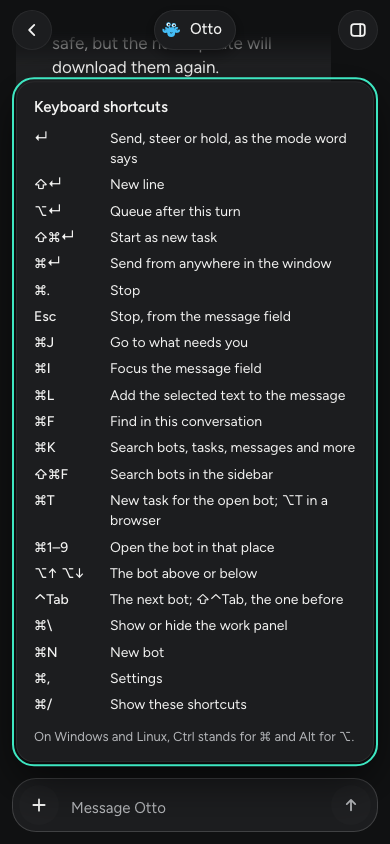 Otto
safe, but the will
download them again.
Keyboard shortcuts
↵ Send, steer or hold, as the mode word
says
⇧↵ New line
⌥↵ Queue after this turn
⇧⌘↵ Start as new task
⌘↵ Send from anywhere in the window
⌘. Stop
Esc Stop, from the message field
⌘J Go to what needs you
⌘I Focus the message field
⌘L Add the selected text to the message
⌘F Find in this conversation
⌘K Search bots, tasks, messages and more
⇧⌘F Search bots in the sidebar
⌘T New task for the open bot; ⌥T in a
browser
⌘1–9 Open the bot in that place
⌥↑ ⌥↓ The bot above or below
^Tab The next bot; ⇧^Tab, the one before
⌘\ Show or hide the work panel
⌘N New bot
⌘, Settings
⌘/ Show these shortcuts
On Windows and Linux, Ctrl stands for ⌘ and Alt for ⌥.
Message Otto